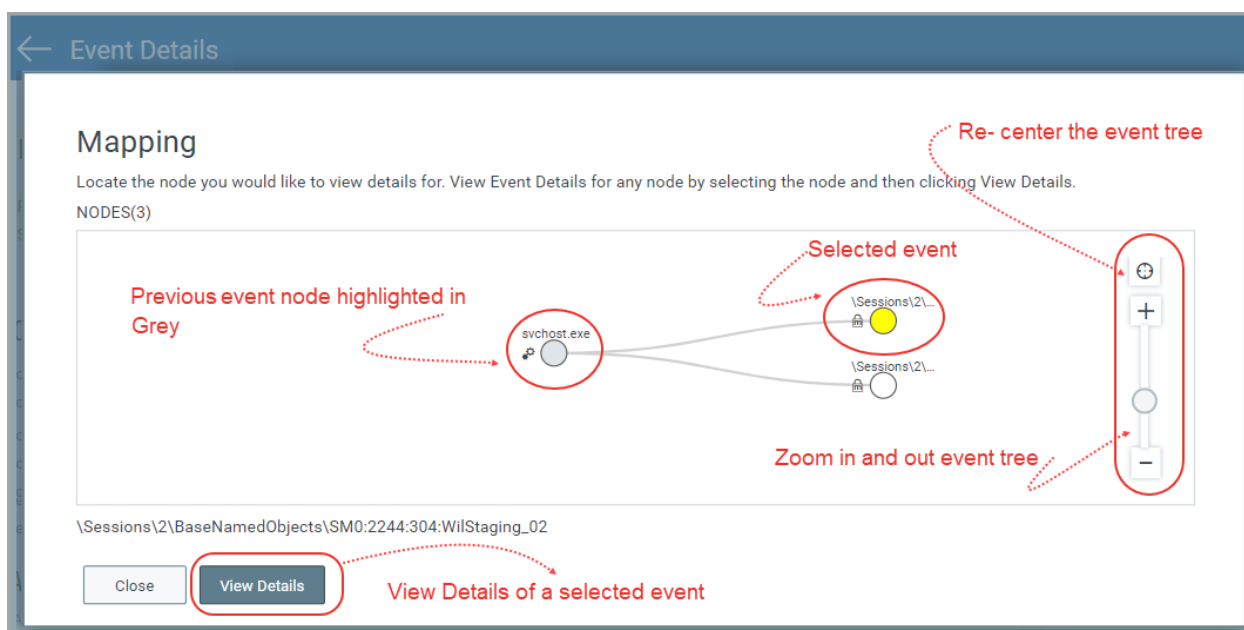 Event Details
Mapping
Re- center the event tree
Locate the node you would like to view details for. View Event Details for any node by selecting the node and then clicking View Details.
NODES(3)
Selected event
Previous event node highlighted in
Grey
\Sessions\2\...
svchost.exe
\Sessions\2\...
Zoom in and out event tree
\Sessions\2\BaseNamedObjects\SM0:2244:304:WilStaging_02
Close
View Details
View Details of a selected event